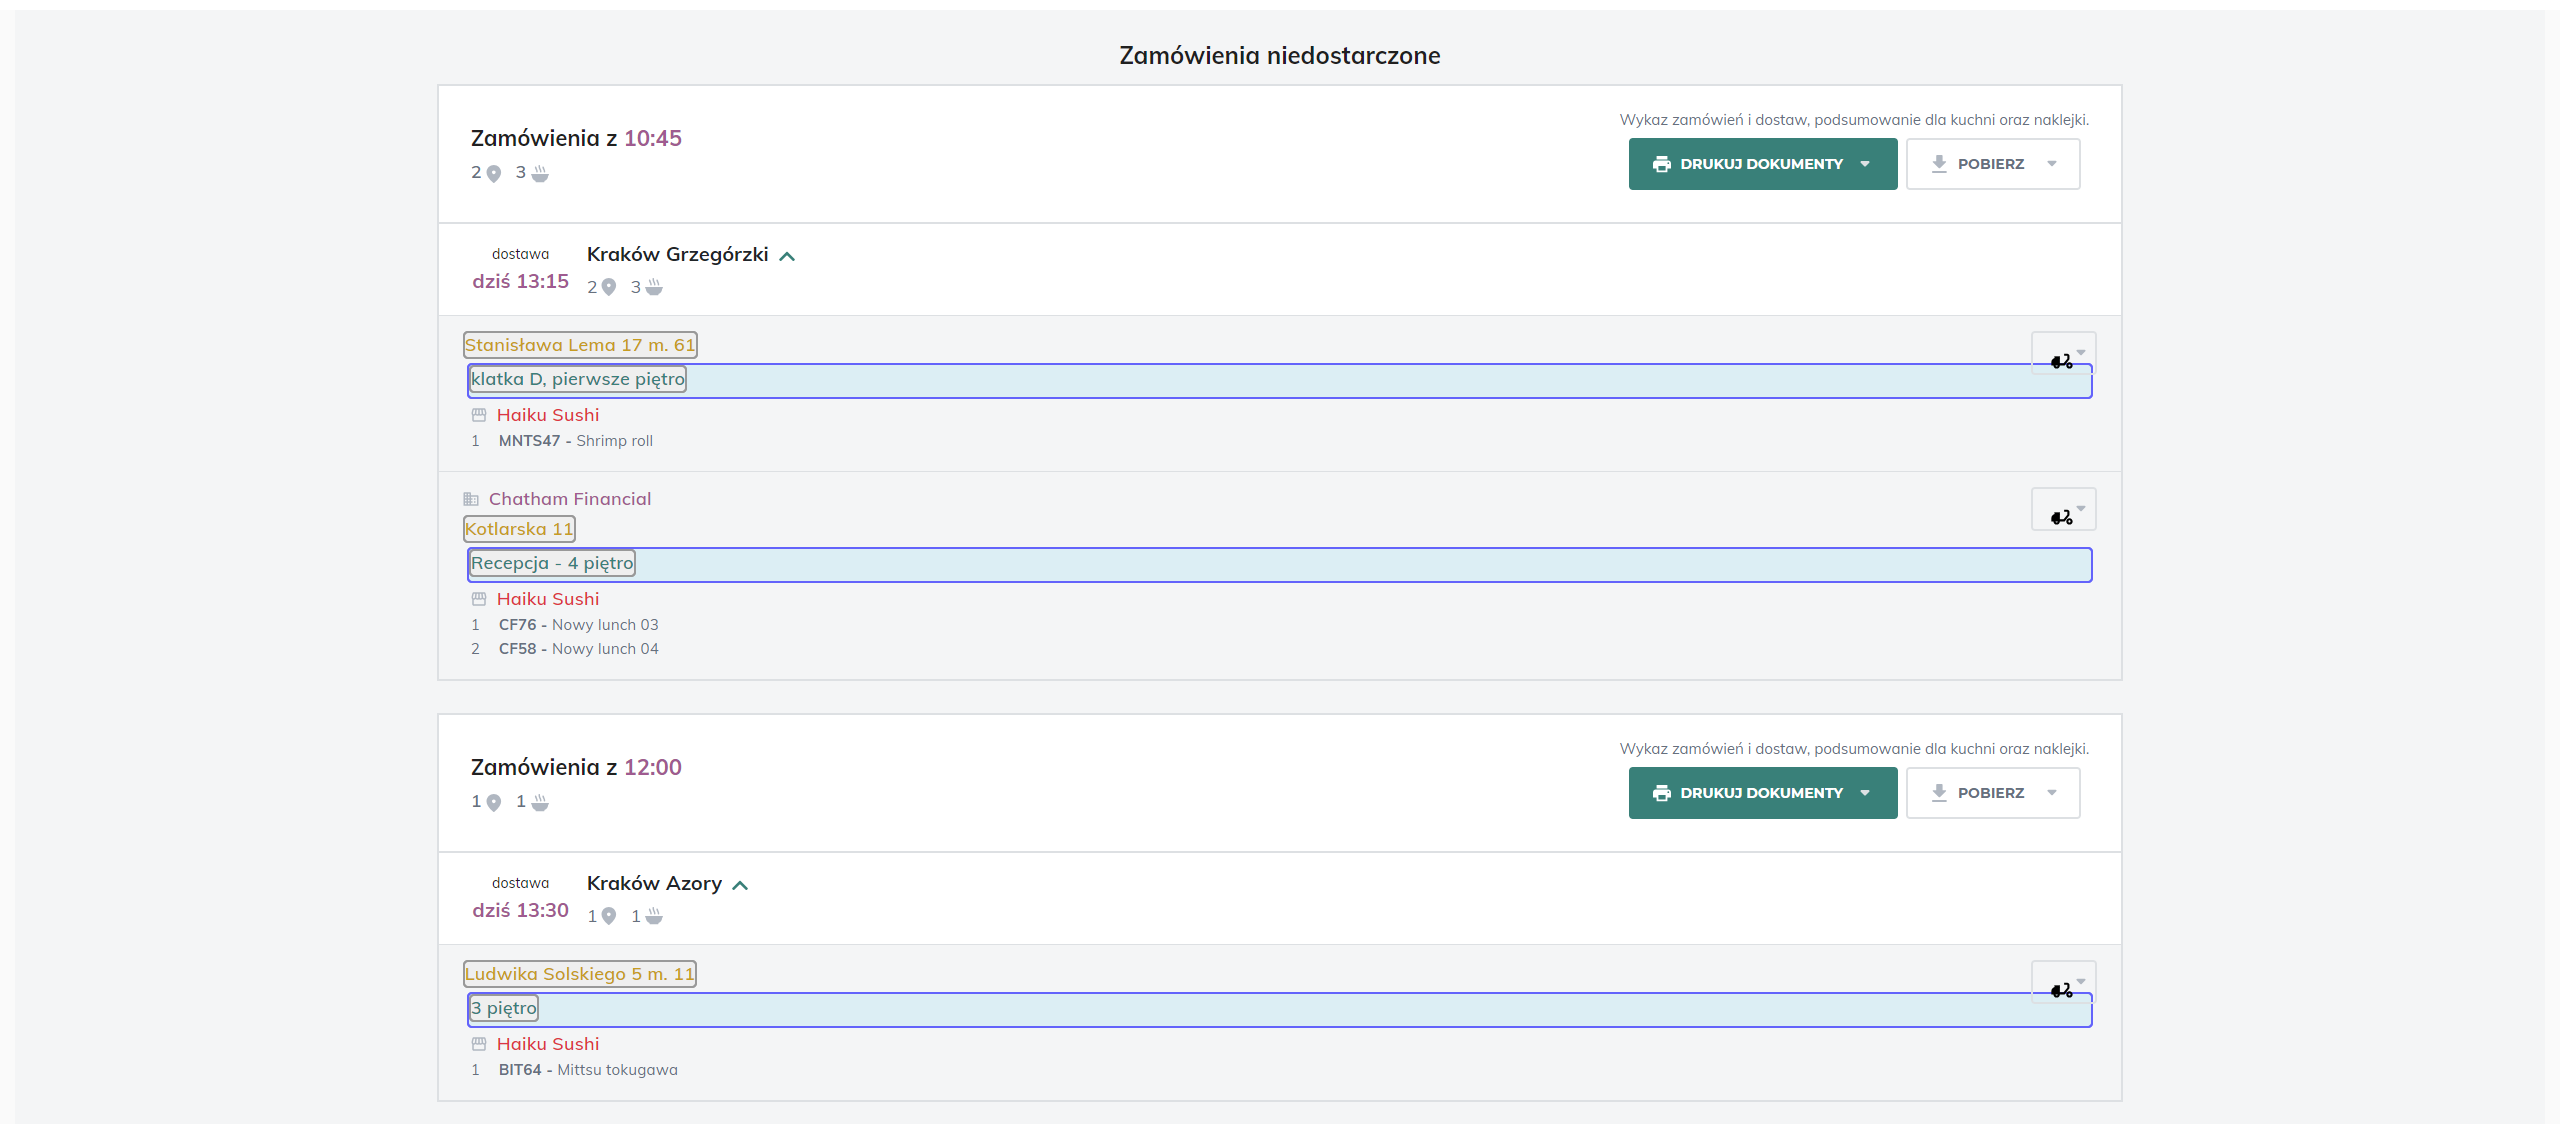 Zamówienia niedostarczone
Zamówienia z 10:45
2 3
Wykaz zamówień i dostaw, podsumowanie dla kuchni oraz naklejki.
DRUKUJ DOKUMENTY
POBIERZ
dostawa
dziś 13:15
Kraków Grzegórzki
2 3
Stanisława Lema 17 m. 61
klatka D, pierwsze piętro
Haiku Sushi
1 MNTS47 - Shrimp roll
Chatham Financial
Kotlarska 11
Recepcja - 4 piętro
Haiku Sushi
1 CF76 - Nowy lunch 03
2 CF58 - Nowy lunch 04
Zamówienia z 12:00
1 1
Wykaz zamówień i dostaw, podsumowanie dla kuchni oraz naklejki.
DRUKUJ DOKUMENTY
POBIERZ
dostawa
dziś 13:30
Kraków Azory
1 1
Ludwika Solskiego 5 m. 11
3 piętro
Haiku Sushi
1 BIT64 - Mittsu tokugawa